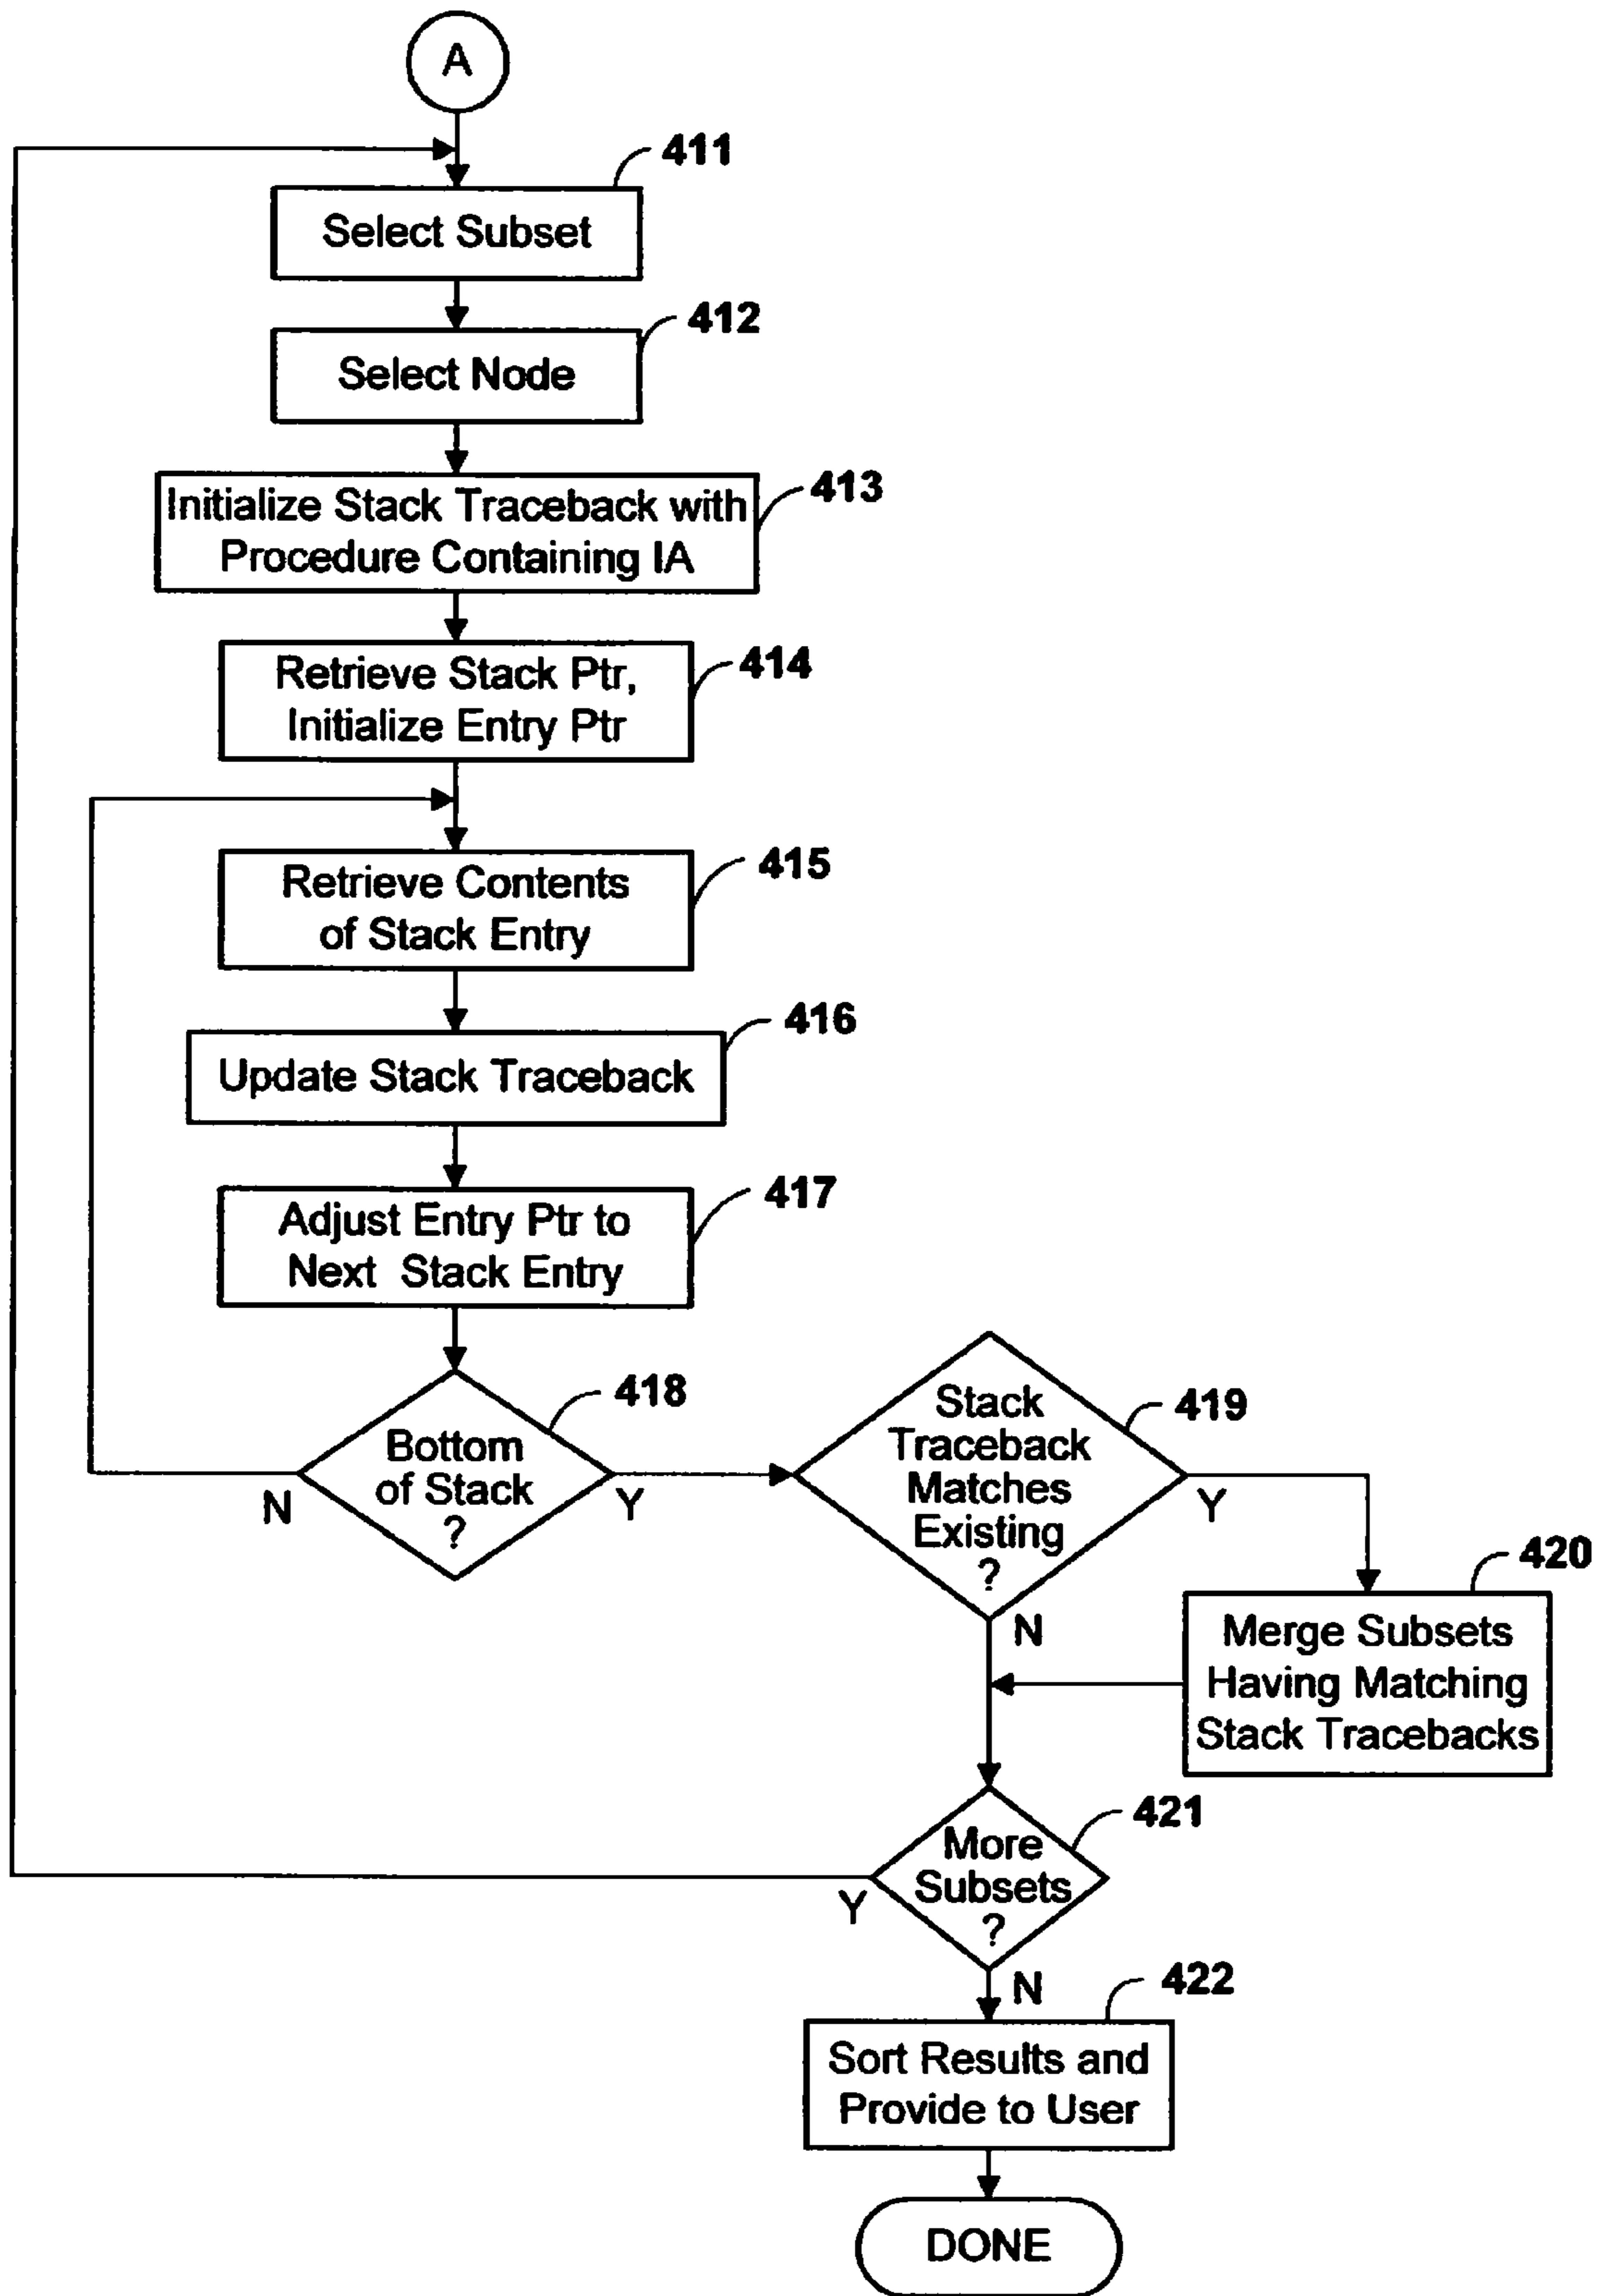 A
411
Select Subset
412
Select Node
413
Initialize Stack Traceback with
Procedure Containing IA
414
Retrieve Stack Ptr,
Initialize Entry Ptr
415
Retrieve Contents
of Stack Entry
416
Update Stack Traceback
417
Adjust Entry Ptr to
Next Stack Entry
418
Bottom
of Stack
?
N
Y
419
Stack
Traceback
Matches
Existing
?
Y
N
420
Merge Subsets
Having Matching
Stack Tracebacks
421
More
Subsets
?
Y
N
422
Sort Results and
Provide to User
DONE